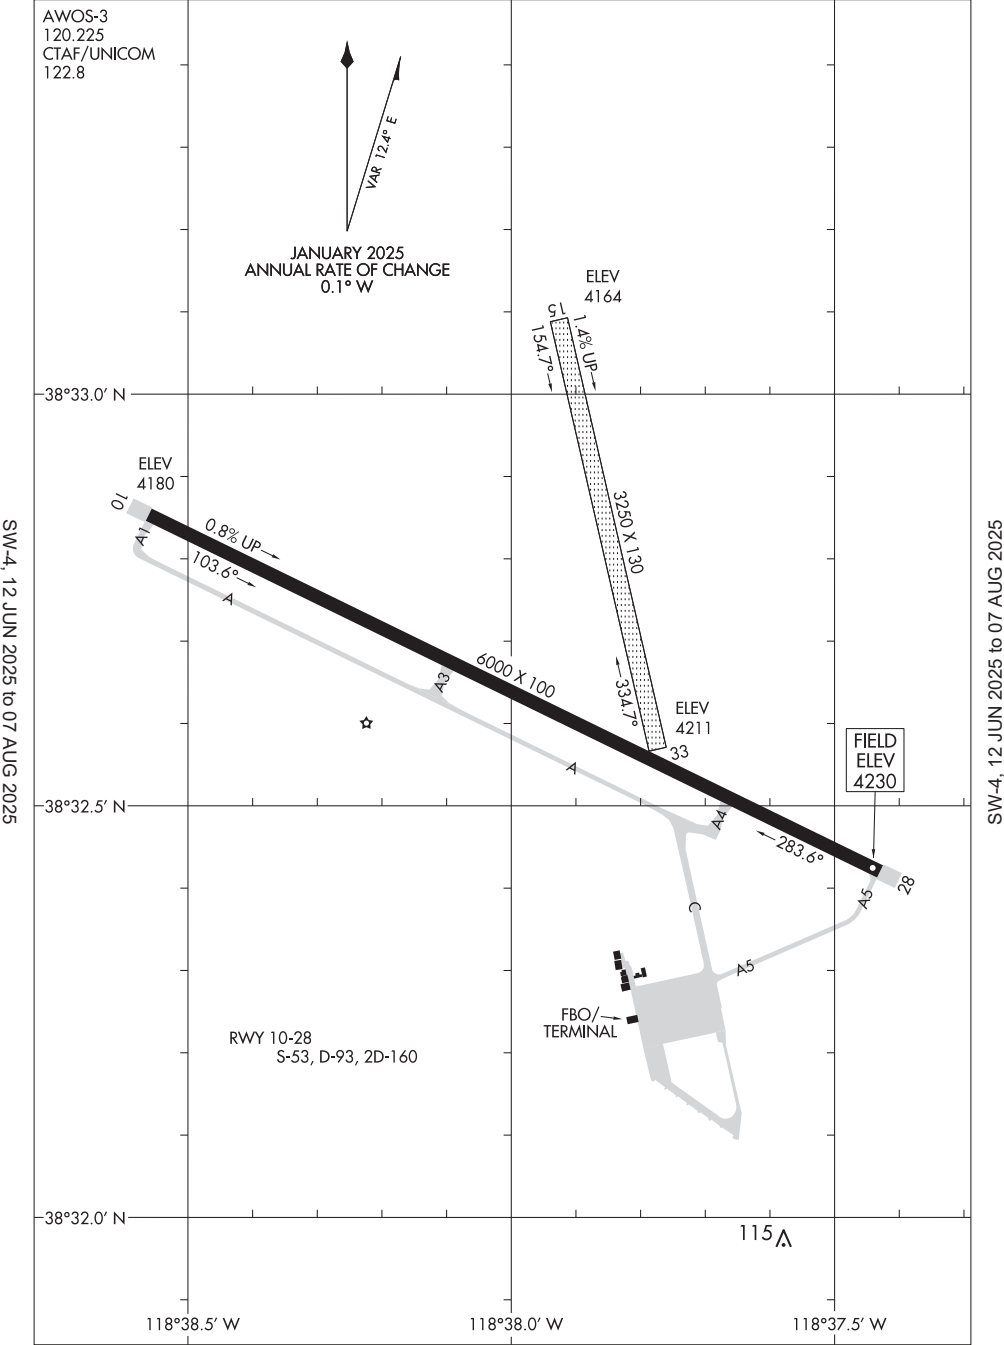 AWOS-3
120.225
CTAF/UNICOM
122.8
VAR 12.4° E
JANUARY 2025
ANNUAL RATE OF CHANGE
0.1° W
ELEV
4164
15
1.4% UP
154.7°
38°33.0' N
ELEV
4180
10
A1
0.8% UP
103.6°
A
3250 X 130
A3
6000 X 100
334.7°
ELEV
4211
33
A
FIELD
ELEV
4230
38°32.5' N
A4
283.6°
28
A5
C
A5
FBO/
TERMINAL
RWY 10-28
S-53, D-93, 2D-160
38°32.0' N
115
118°38.5' W
118°38.0' W
118°37.5' W
SW-4, 12 JUN 2025 to 07 AUG 2025
SW-4, 12 JUN 2025 to 07 AUG 2025